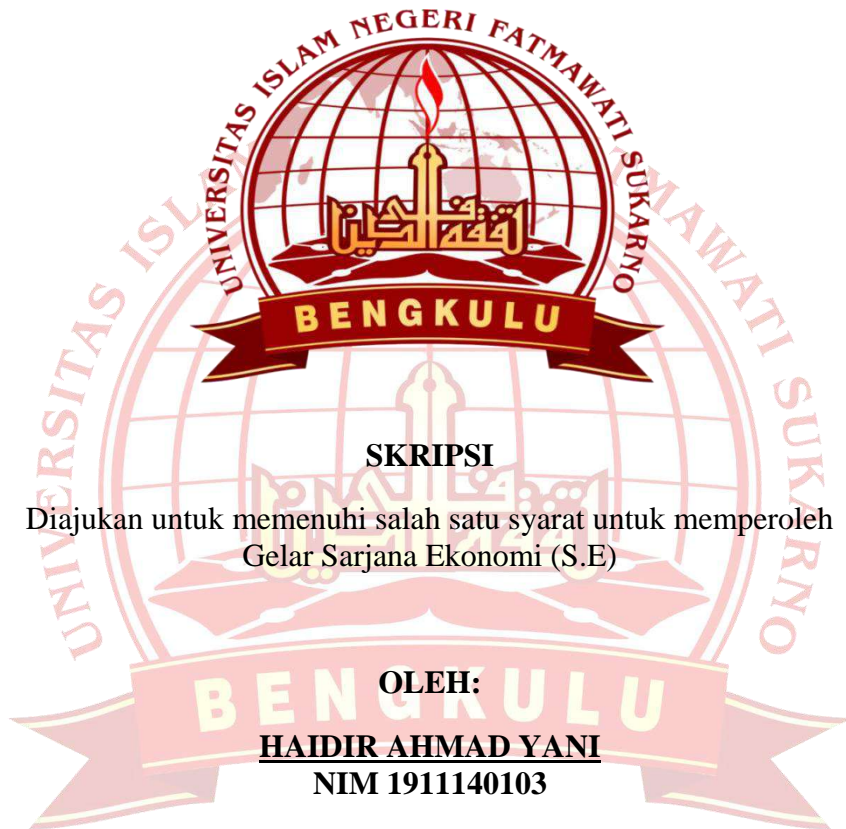 UNIVERSITAS ISLAM NEGERI FATMAWATI SUKARNO
BENGKULU
SKRIPSI
Diajukan untuk memenuhi salah satu syarat untuk memperoleh
Gelar Sarjana Ekonomi (S.E)
OLEH:
HAIDIR AHMAD YANI
NIM 1911140103